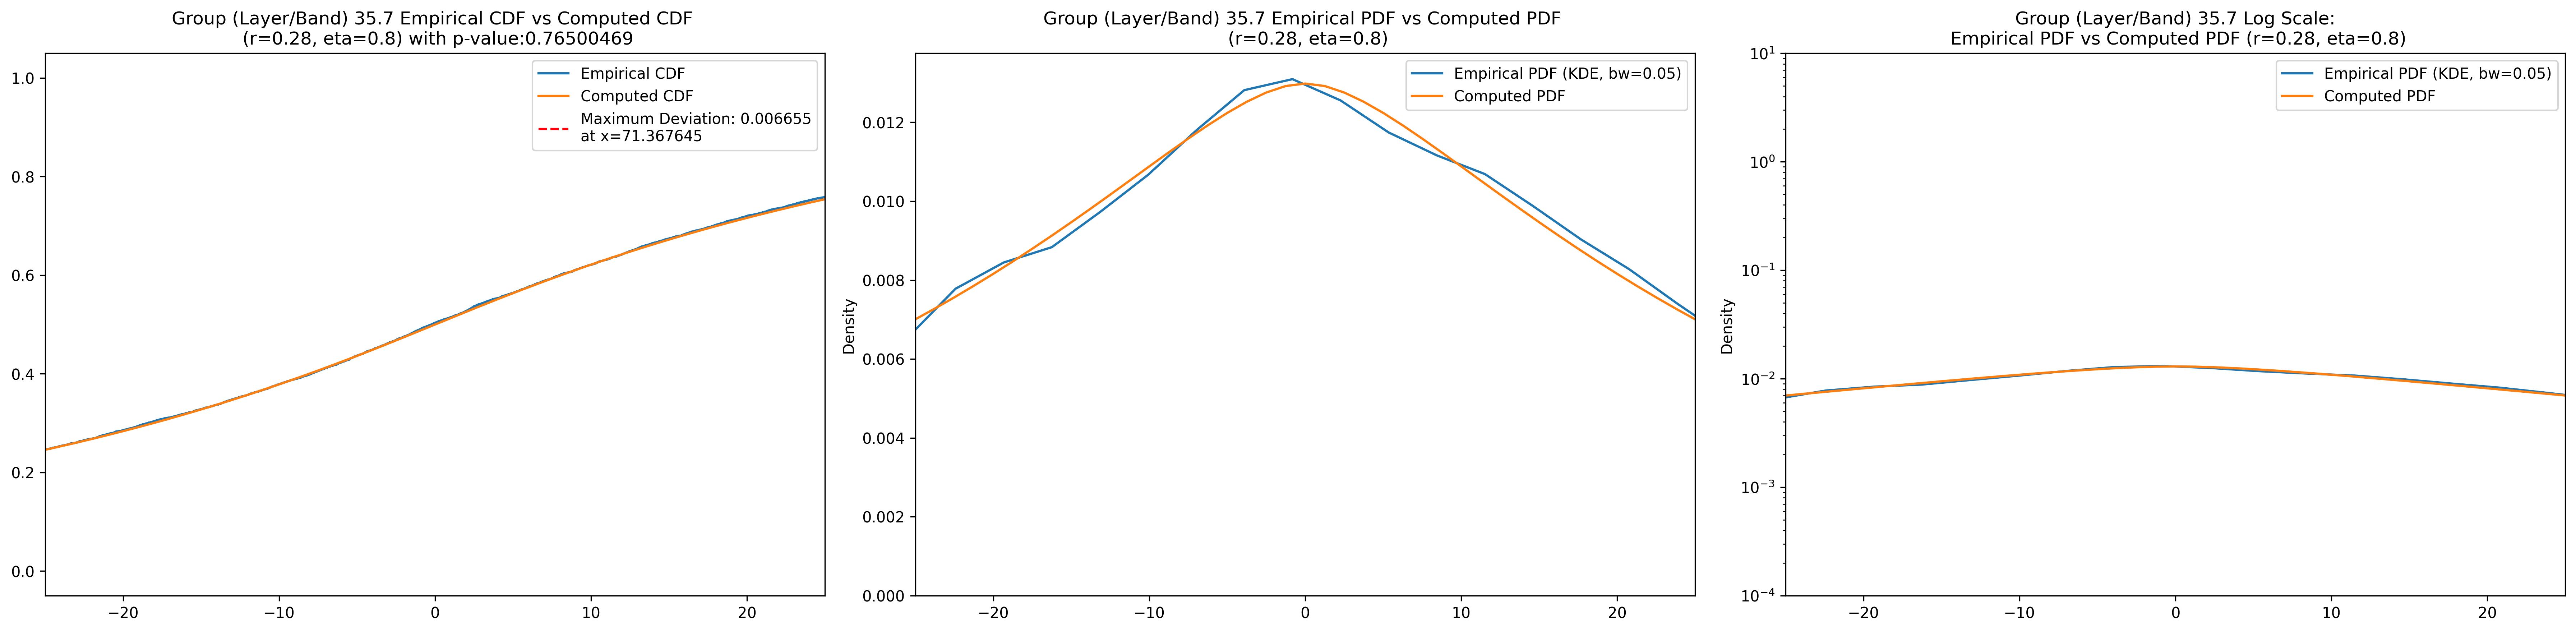 Group (Layer/Band) 35.7 Empirical CDF vs Computed CDF
(r=0.28, eta=0.8) with p-value:0.76500469
Empirical CDF
Computed CDF
Maximum Deviation: 0.006655
at x=71.367645
1.0
0.8
0.6
0.4
0.2
0.0
−20
−10
0
10
20
Group (Layer/Band) 35.7 Empirical PDF vs Computed PDF
(r=0.28, eta=0.8)
Empirical PDF (KDE, bw=0.05)
Computed PDF
Density
0.012
0.010
0.008
0.006
0.004
0.002
0.000
−20
−10
0
10
20
Group (Layer/Band) 35.7 Log Scale:
Empirical PDF vs Computed PDF (r=0.28, eta=0.8)
Empirical PDF (KDE, bw=0.05)
Computed PDF
Density
10¹
10⁰
10⁻¹
10⁻²
10⁻³
10⁻⁴
−20
−10
0
10
20